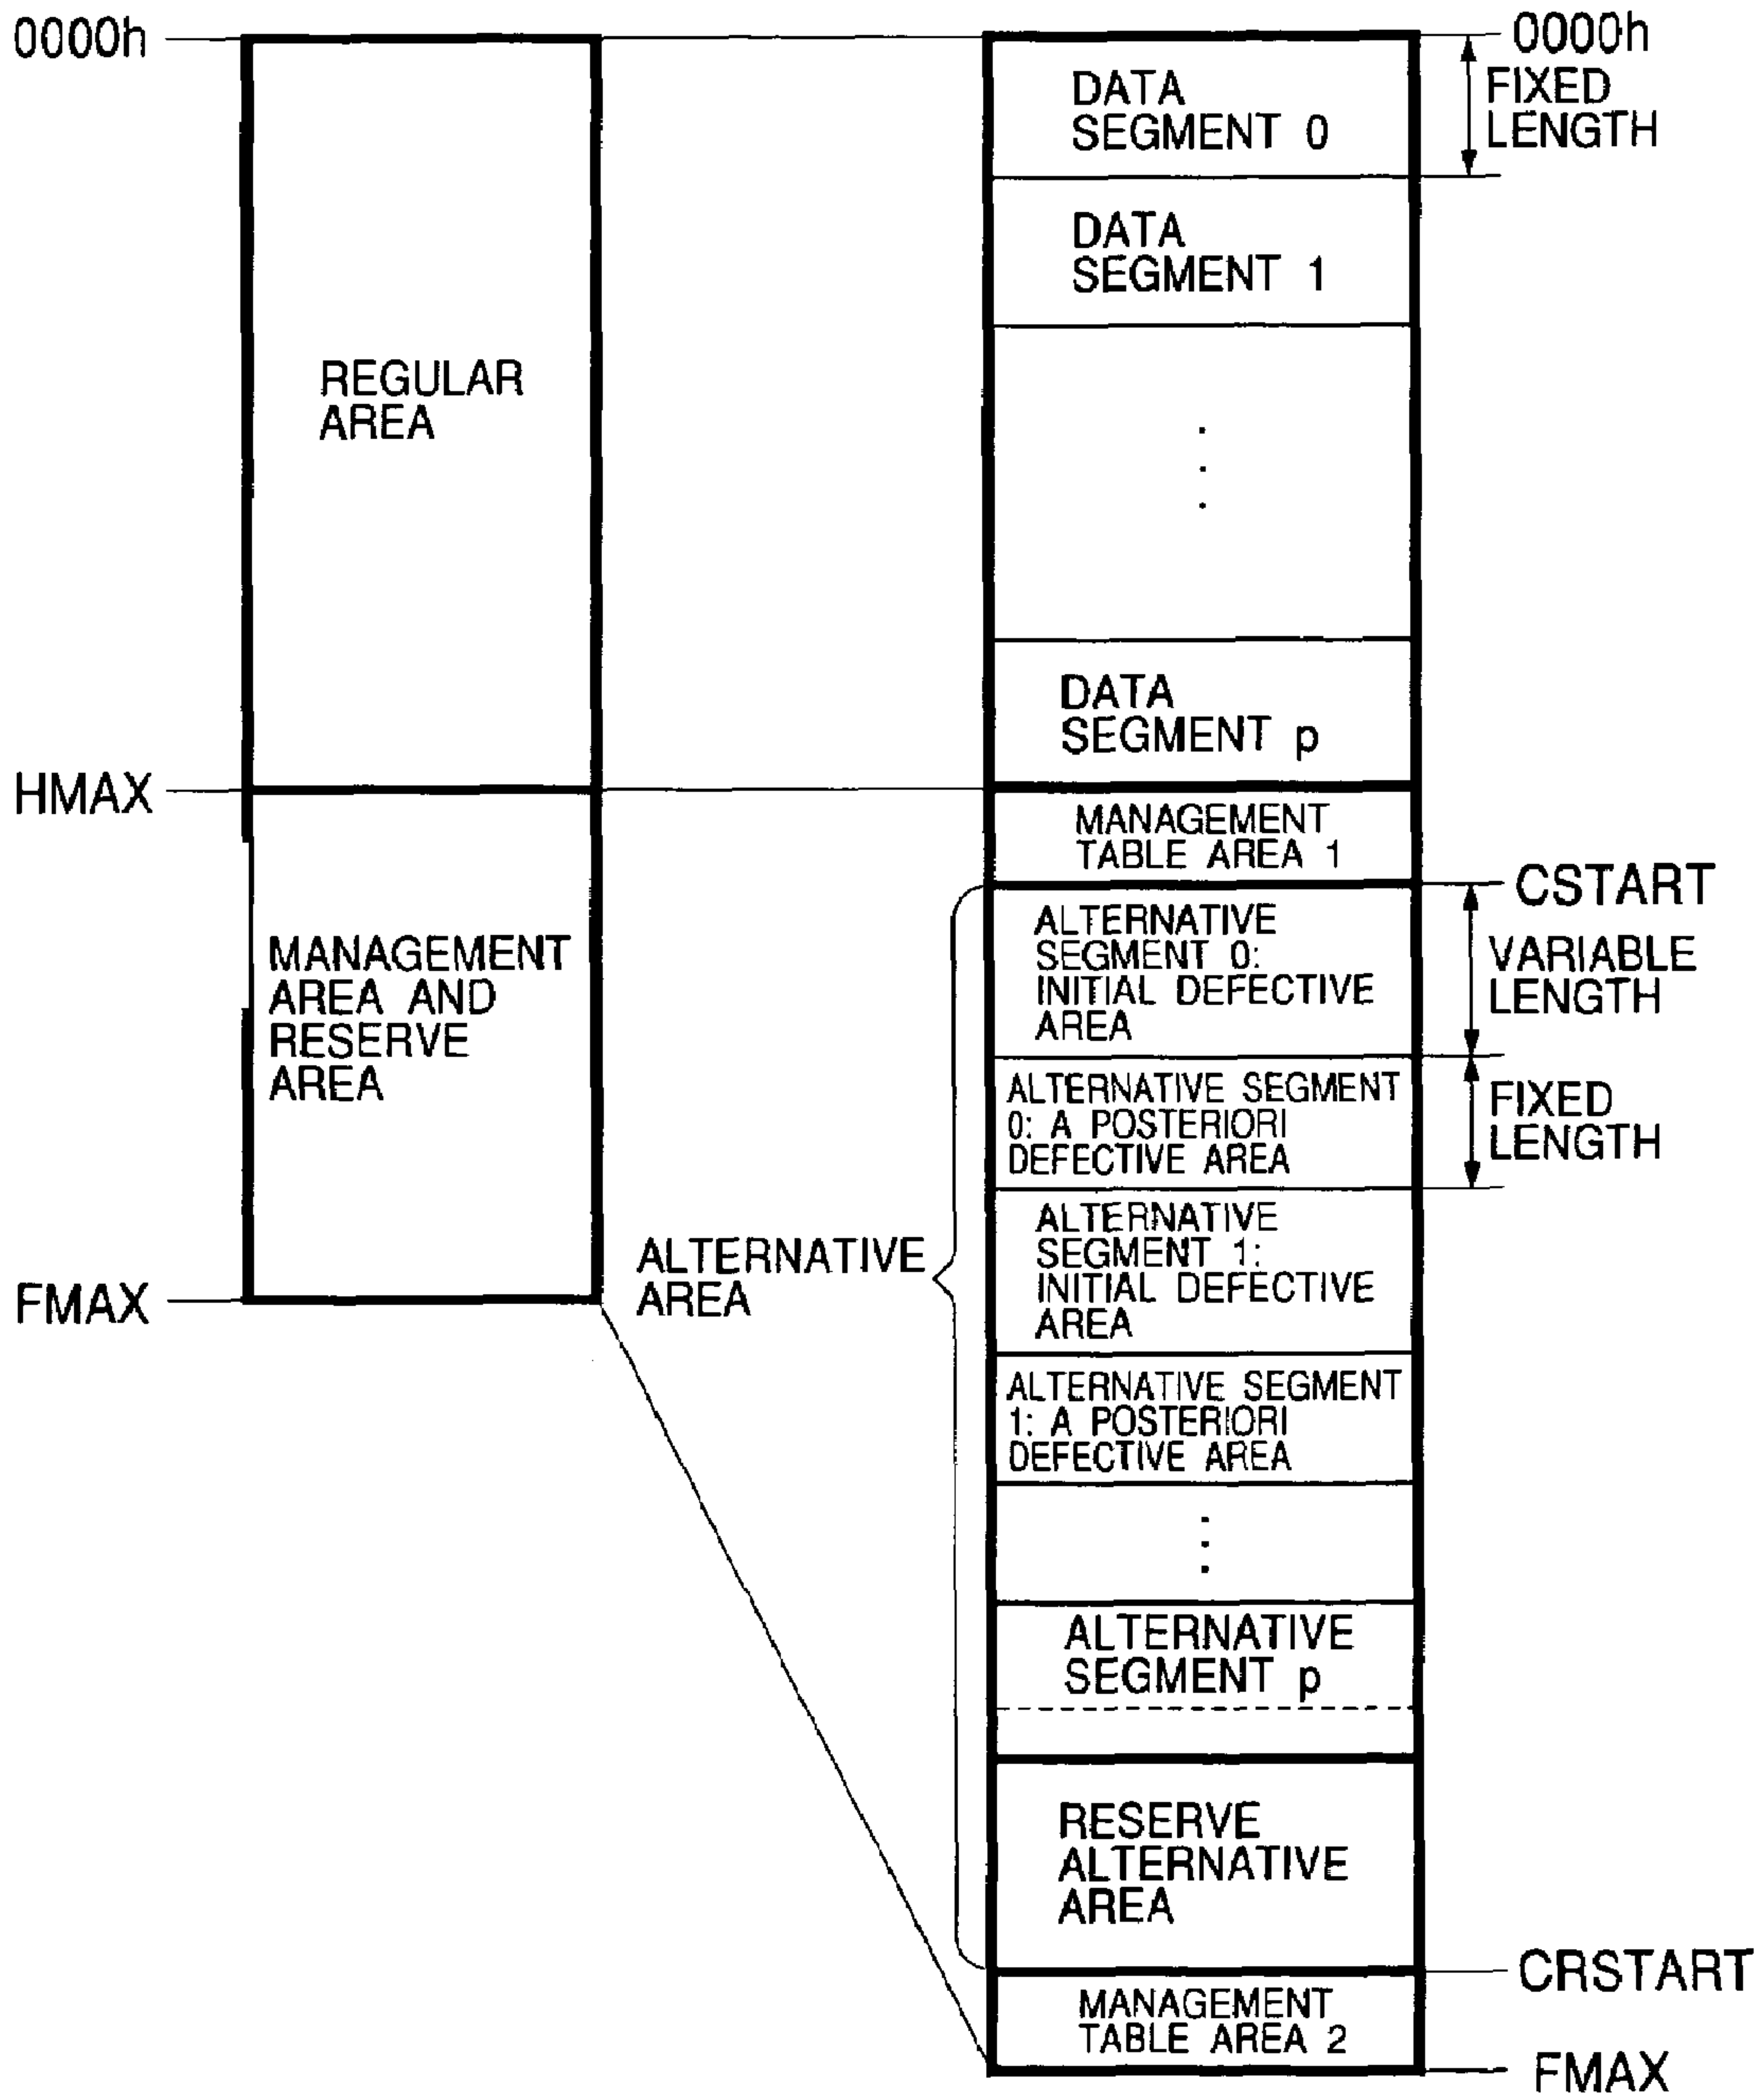 0000h
REGULAR
AREA
HMAX
MANAGEMENT
AREA AND
RESERVE
AREA
FMAX
0000h
DATA
SEGMENT 0
FIXED
LENGTH
DATA
SEGMENT 1
DATA
SEGMENT p
MANAGEMENT
TABLE AREA 1
CSTART
ALTERNATIVE
SEGMENT 0:
INITIAL DEFECTIVE
AREA
VARIABLE
LENGTH
ALTERNATIVE SEGMENT
0: A POSTERIORI
DEFECTIVE AREA
FIXED
LENGTH
ALTERNATIVE
AREA
ALTERNATIVE
SEGMENT 1:
INITIAL DEFECTIVE
AREA
ALTERNATIVE SEGMENT
1: A POSTERIORI
DEFECTIVE AREA
ALTERNATIVE
SEGMENT p
RESERVE
ALTERNATIVE
AREA
CRSTART
MANAGEMENT
TABLE AREA 2
FMAX